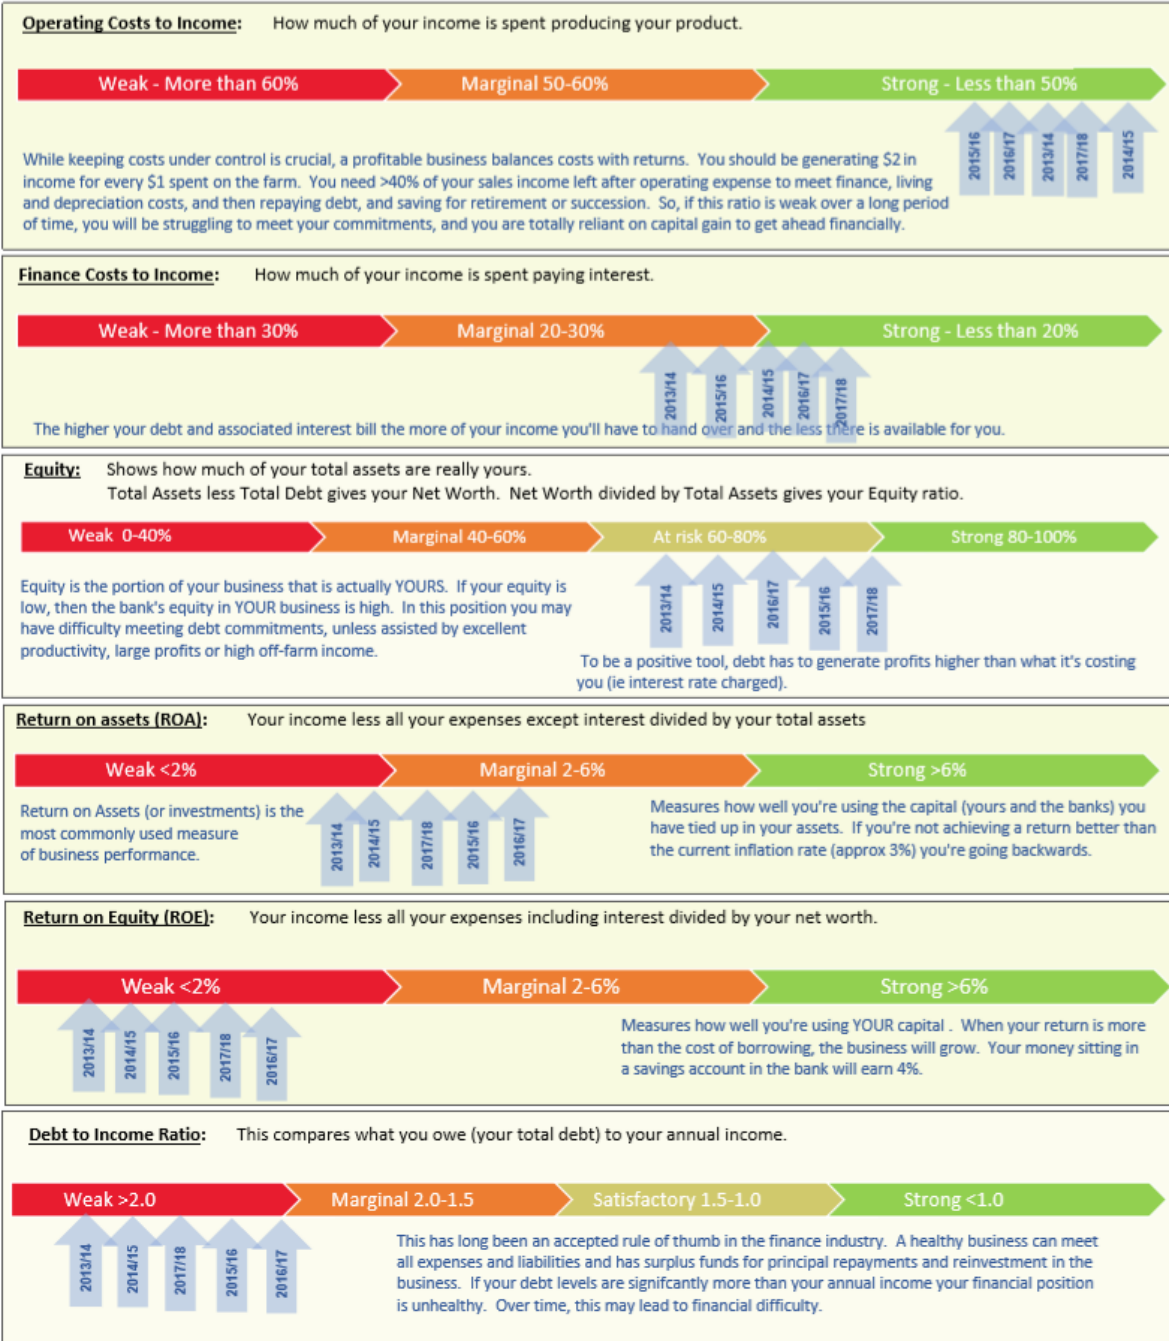 Operating Costs to Income: How much of your income is spent producing your product.
Weak - More than 60% Marginal 50-60% Strong - Less than 50%
2015/16 2016/17 2013/14 2017/18 2014/15
While keeping costs under control is crucial, a profitable business balances costs with returns. You should be generating $2 in
income for every $1 spent on the farm. You need >40% of your sales income left after operating expense to meet finance, living
and depreciation costs, and then repaying debt, and saving for retirement or succession. So, if this ratio is weak over a long period
of time, you will be struggling to meet your commitments, and you are totally reliant on capital gain to get ahead financially.
Finance Costs to Income: How much of your income is spent paying interest.
Weak - More than 30% Marginal 20-30% Strong - Less than 20%
2013/14 2015/16 2014/15 2016/17 2017/18
The higher your debt and associated interest bill the more of your income you'll have to hand over and the less there is available for you.
Equity: Shows how much of your total assets are really yours.
Total Assets less Total Debt gives your Net Worth. Net Worth divided by Total Assets gives your Equity ratio.
Weak 0-40% Marginal 40-60% At risk 60-80% Strong 80-100%
2013/14 2014/15 2016/17 2015/16 2017/18
Equity is the portion of your business that is actually YOURS. If your equity is
low, then the bank's equity in YOUR business is high. In this position you may
have difficulty meeting debt commitments, unless assisted by excellent
productivity, large profits or high off-farm income.
To be a positive tool, debt has to generate profits higher than what it's costing
you (ie interest rate charged).
Return on assets (ROA): Your income less all your expenses except interest divided by your total assets
Weak <2% Marginal 2-6% Strong >6%
Return on Assets (or investments) is the
most commonly used measure
of business performance.
2013/14 2014/15 2017/18 2015/16 2016/17
Measures how well you're using the capital (yours and the banks) you
have tied up in your assets. If you're not achieving a return better than
the current inflation rate (approx 3%) you're going backwards.
Return on Equity (ROE): Your income less all your expenses including interest divided by your net worth.
Weak <2% Marginal 2-6% Strong >6%
2013/14 2014/15 2015/16 2017/18 2016/17
Measures how well you're using YOUR capital . When your return is more
than the cost of borrowing, the business will grow. Your money sitting in
a savings account in the bank will earn 4%.
Debt to Income Ratio: This compares what you owe (your total debt) to your annual income.
Weak >2.0 Marginal 2.0-1.5 Satisfactory 1.5-1.0 Strong <1.0
2013/14 2014/15 2017/18 2015/16 2016/17
This has long been an accepted rule of thumb in the finance industry. A healthy business can meet
all expenses and liabilities and has surplus funds for principal repayments and reinvestment in the
business. If your debt levels are signifcantly more than your annual income your financial position
is unhealthy. Over time, this may lead to financial difficulty.